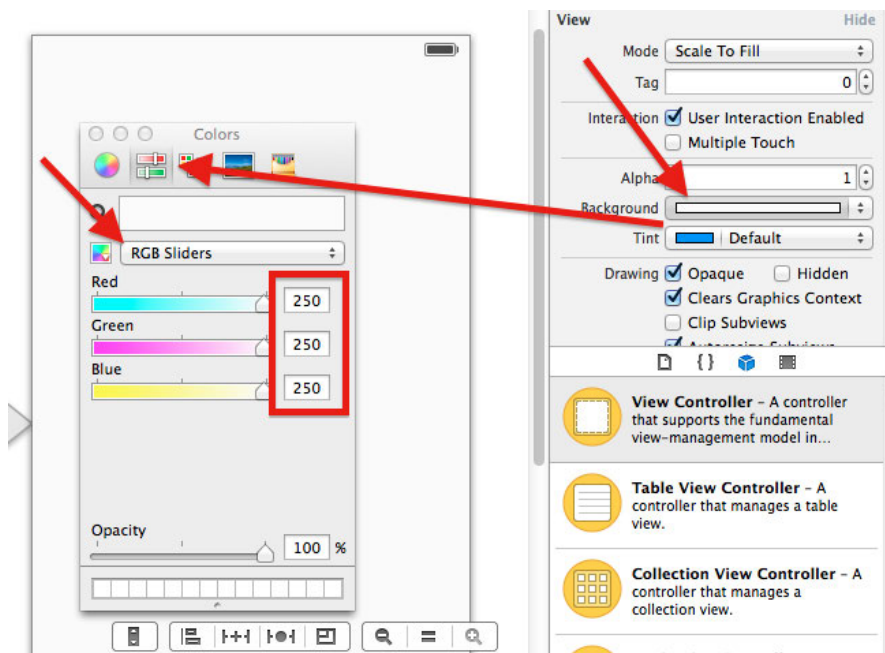 View Hide
Mode Scale To Fill
Tag 0
Interaction User Interaction Enabled
Multiple Touch
Alpha 1
Background
Tint Default
Drawing Opaque Hidden
Clears Graphics Context
Clip Subviews
Autoresize Subviews
{ }
View Controller – A controller
that supports the fundamental
view-management model in...
Table View Controller – A
controller that manages a table
view.
Collection View Controller – A
controller that manages a
collection view.
Colors
RGB Sliders
Red
250
Green
250
Blue
250
Opacity
100 %